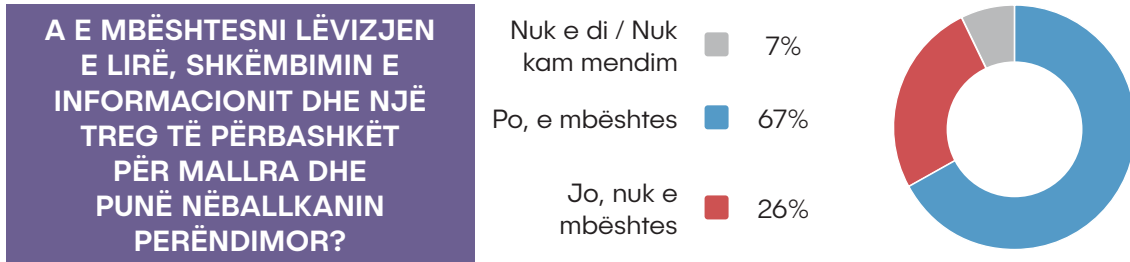 A E MBËSHTESNI LËVIZJEN
E LIRË, SHKËMBIMIN E
INFORMACIONIT DHE NJË
TREG TË PËRBASHKËT
PËR MALLRA DHE
PUNË NËBALLKANIN
PERËNDIMOR?
Nuk e di / Nuk
kam mendim
7%
Po, e mbështes
67%
Jo, nuk e
mbështes
26%